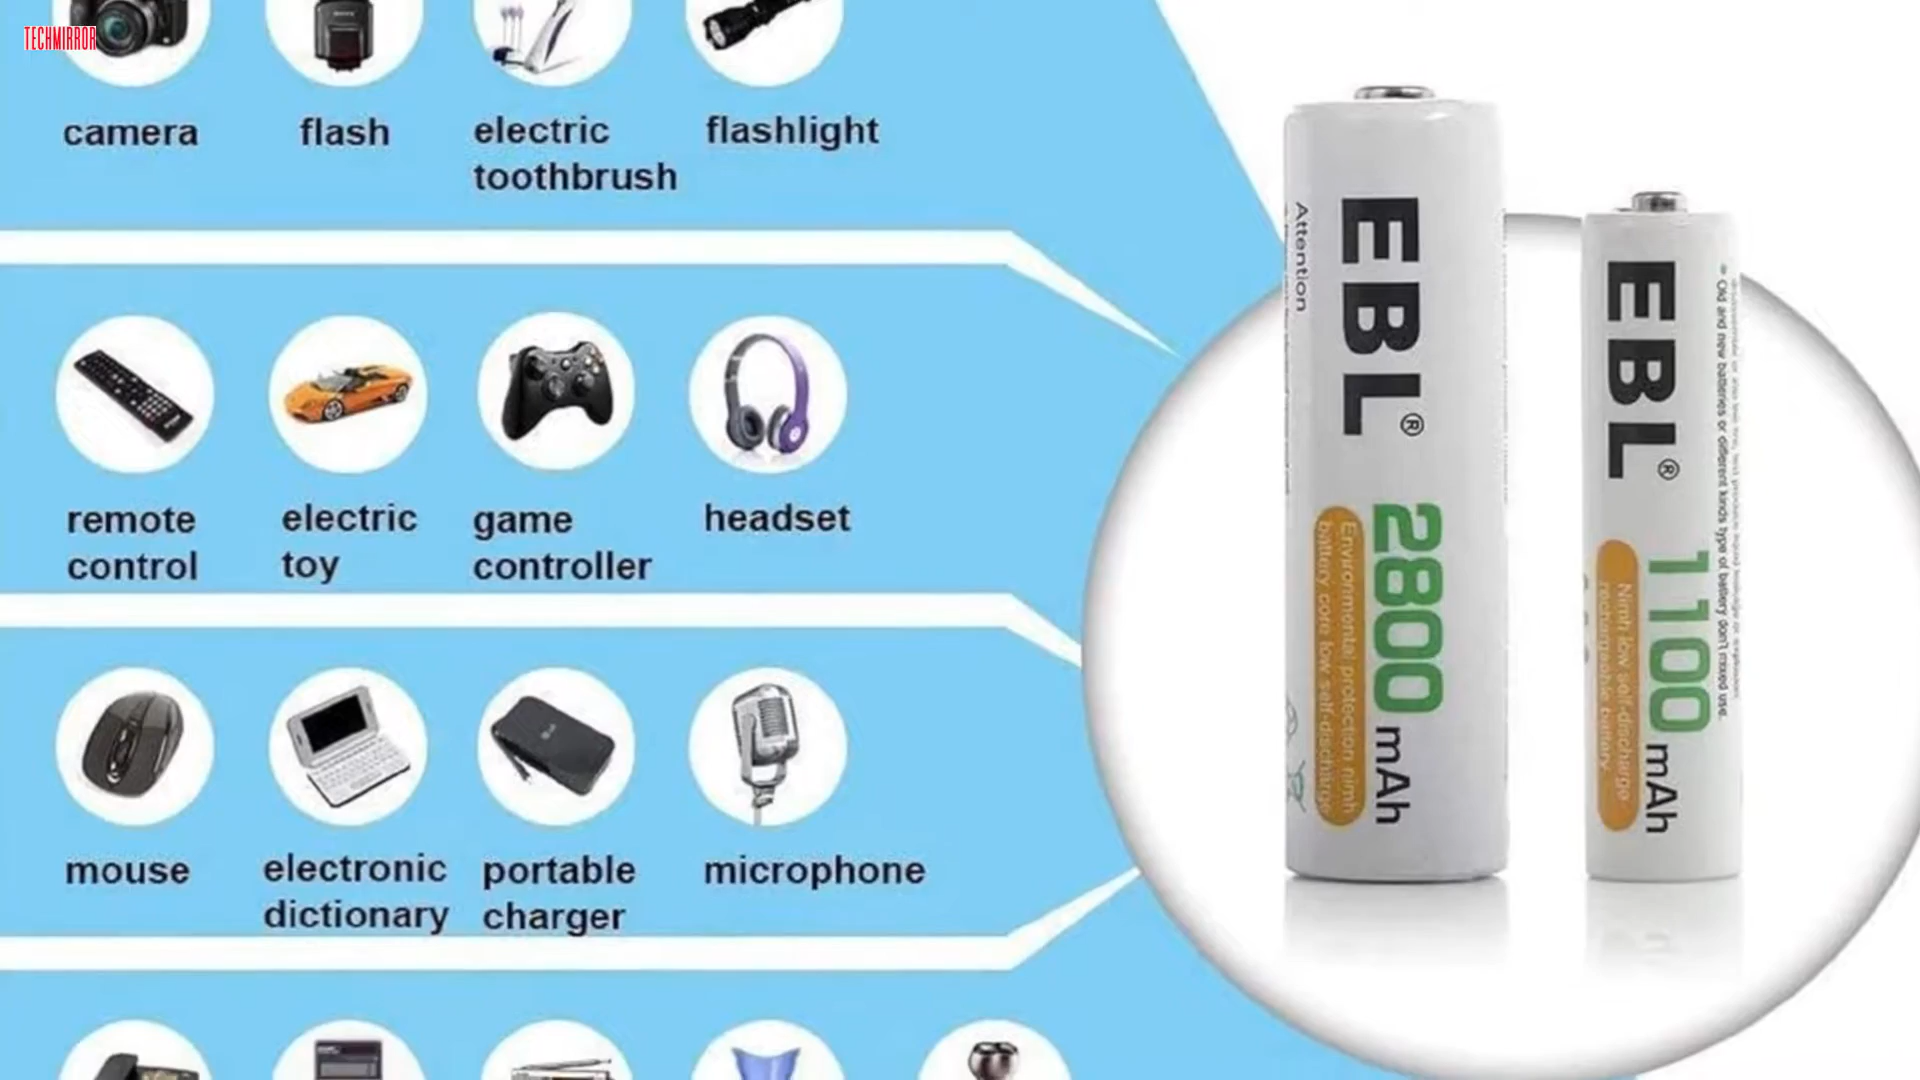 TECHMIRROR
camera
flash
electric
toothbrush
flashlight
remote
control
electric
toy
game
controller
headset
mouse
electronic
dictionary
portable
charger
microphone
Attention
EBL®
2800 mAh
Environmental protection nimh
battery core low self-discharge
EBL®
1100 mAh
Nimh low self-discharge
rechargeable battery
Old and new batteries or different kinds type of battery don't mixed use.